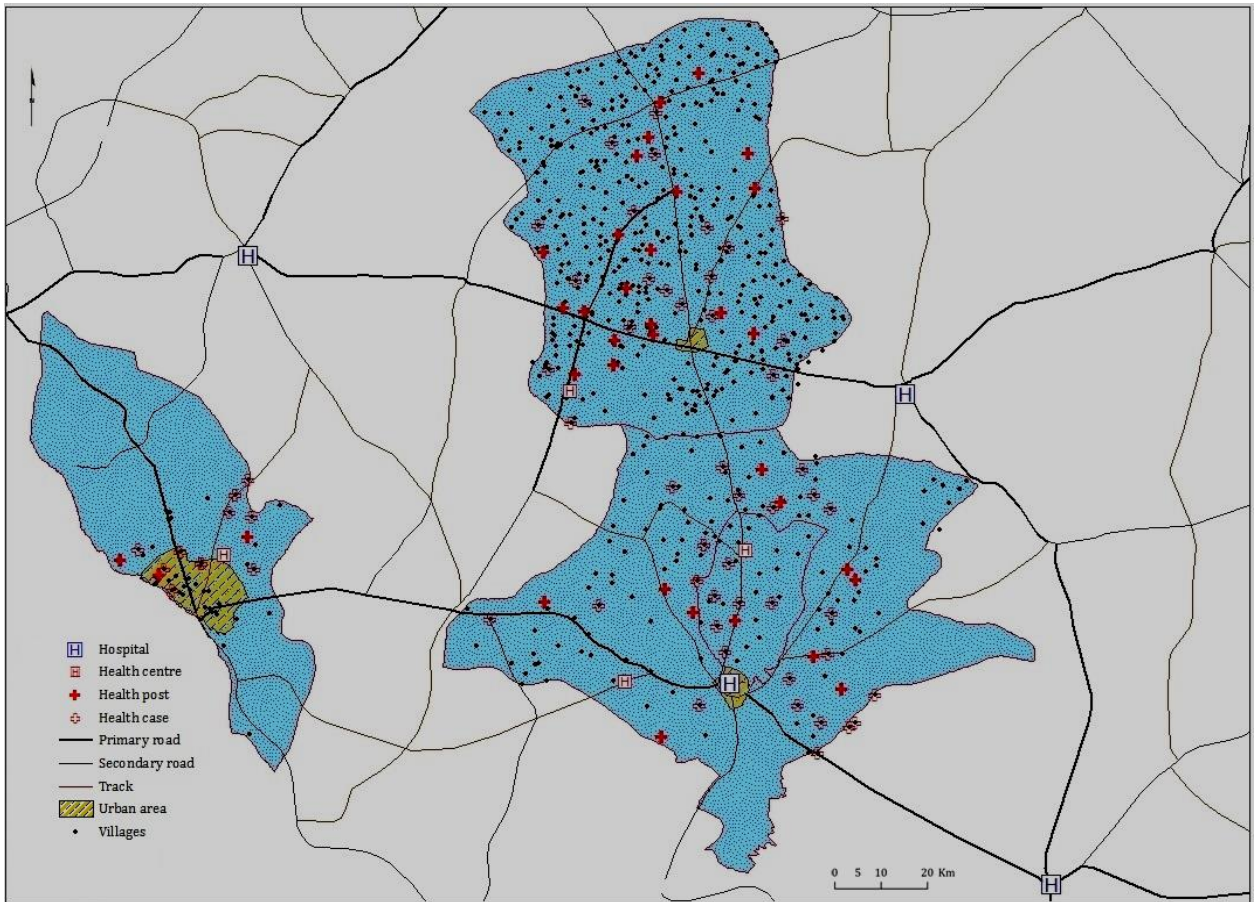 H
H
H
H
H
H
H
H
H Hospital
H Health centre
Health post
Health case
Primary road
Secondary road
Track
Urban area
Villages
0 5 10 20 Km